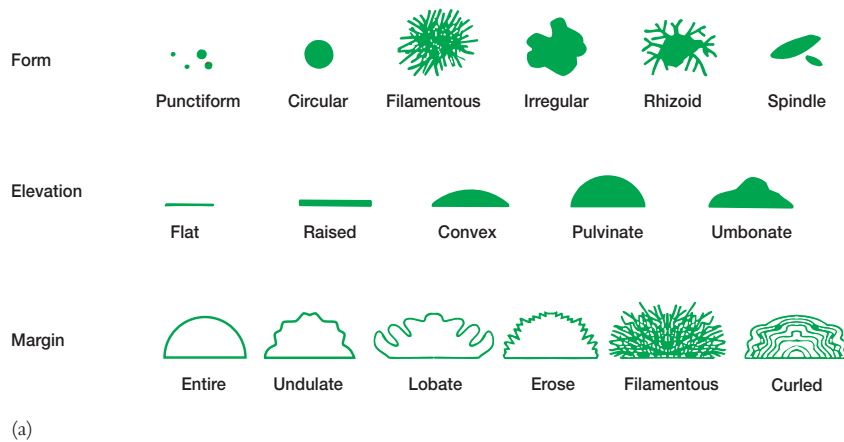 Form
Punctiform Circular Filamentous Irregular Rhizoid Spindle
Elevation
Flat Raised Convex Pulvinate Umbonate
Margin
Entire Undulate Lobate Erose Filamentous Curled
(a)